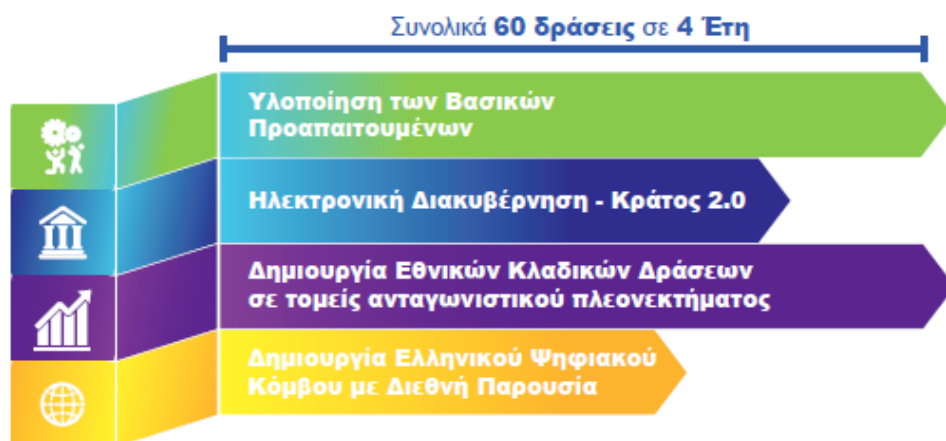 Συνολικά 60 δράσεις σε 4 Έτη
Υλοποίηση των Βασικών
Προαπαιτουμένων
Ηλεκτρονική Διακυβέρνηση - Κράτος 2.0
Δημιουργία Εθνικών Κλαδικών Δράσεων
σε τομείς ανταγωνιστικού πλεονεκτήματος
Δημιουργία Ελληνικού Ψηφιακού
Κόμβου με Διεθνή Παρουσία